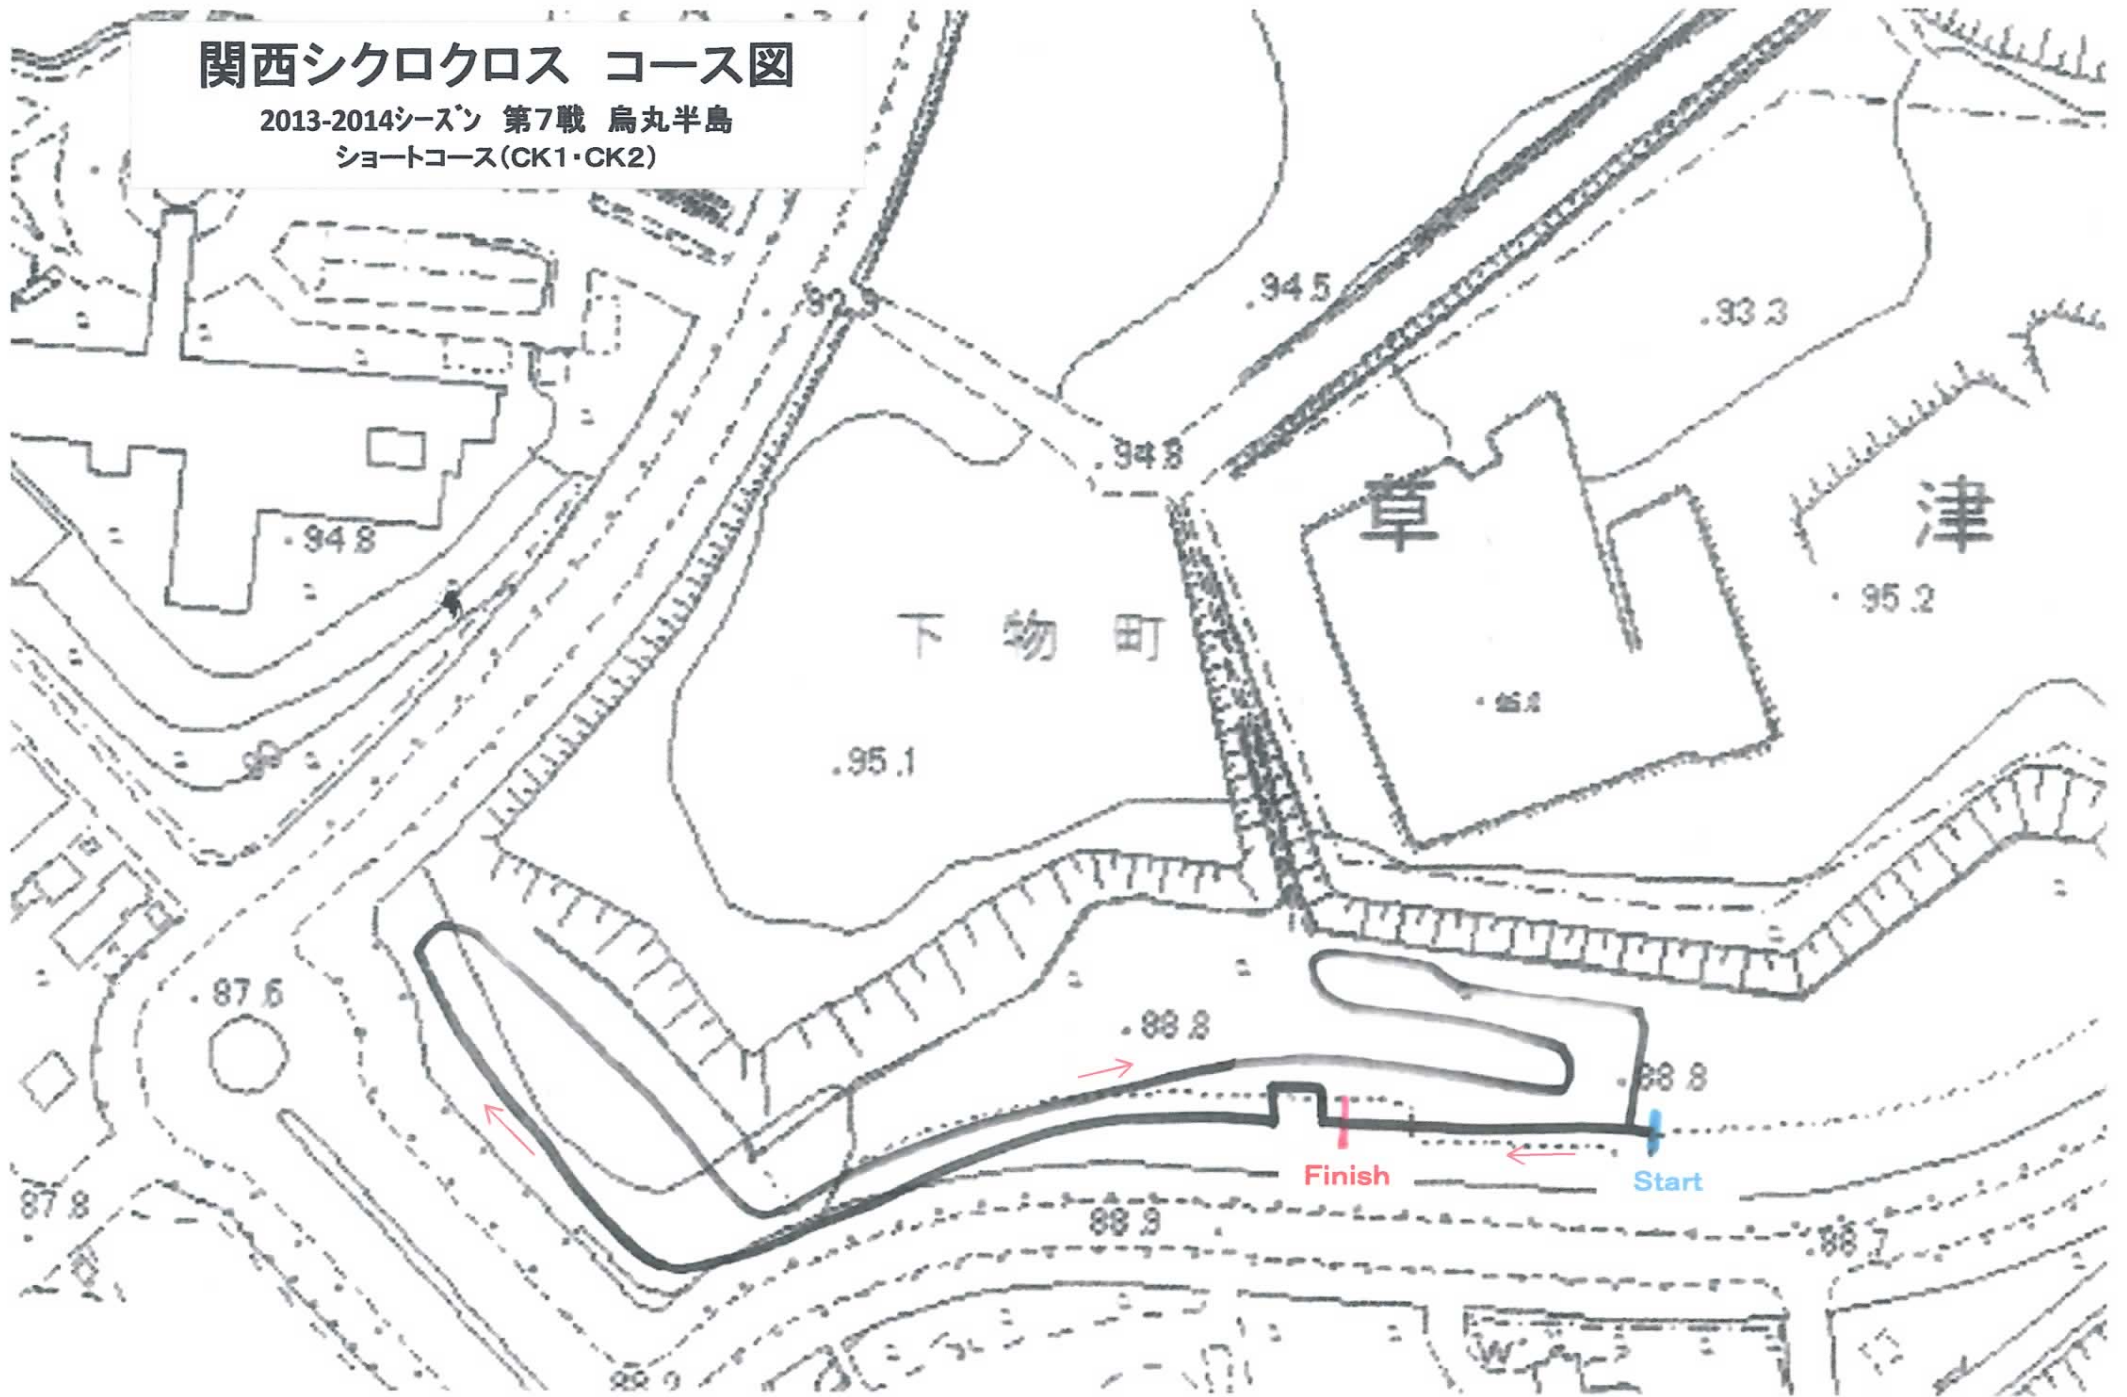 関西シクロクロス コース図
2013-2014シーズン 第7戦 烏丸半島
ショートコース(CK1・CK2)
.94.5
.93.3
.94.8
草 津
.94.8
. 95.2
下 物 町
.95.1
.87.6
.88.8
.88.8
Finish
Start
87.8
88.9
.88.7
88.9
W